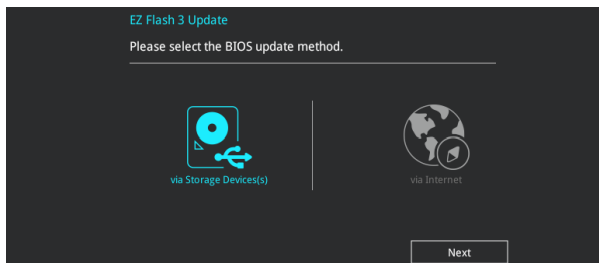 EZ Flash 3 Update
Please select the BIOS update method.
via Storage Devices(s)
via Internet
Next